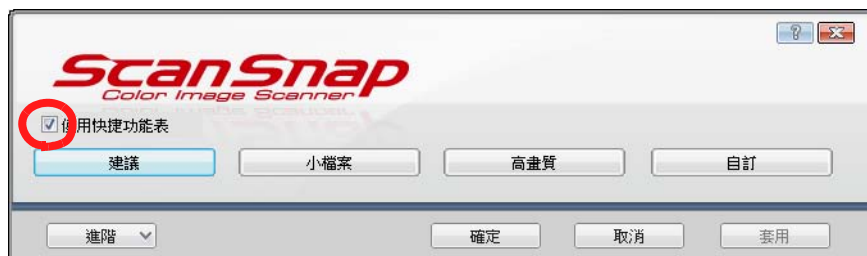 ScanSnap
Color Image Scanner
使用快捷功能表
建議 小檔案 高畫質 自訂
進階 確定 取消 套用